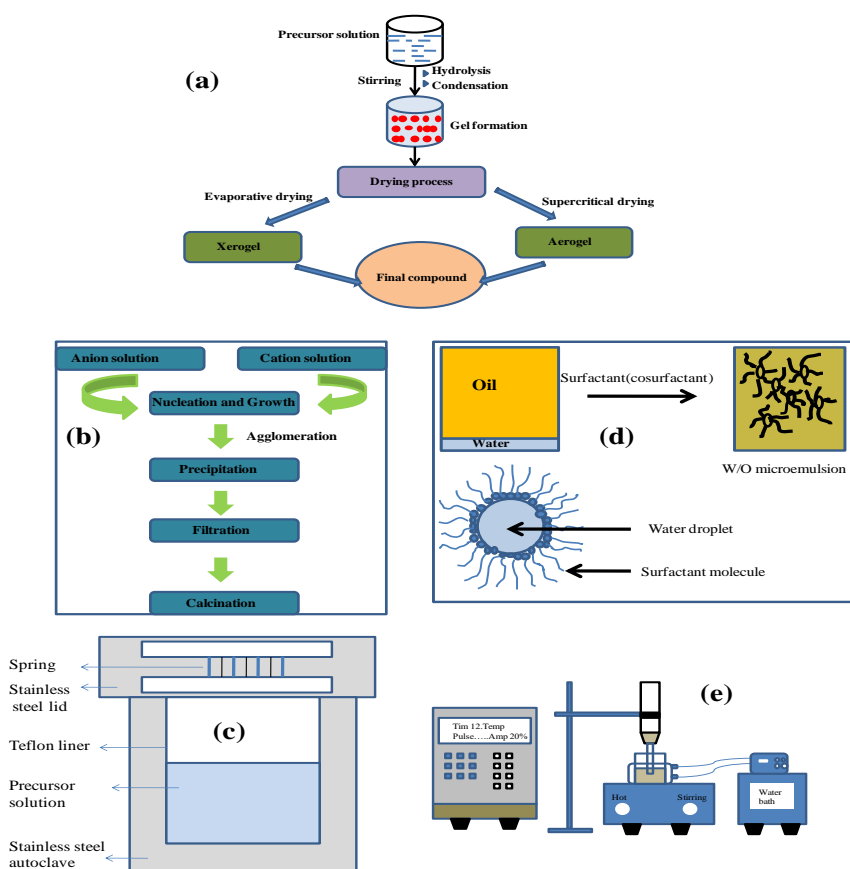 Precursor solution
(a)
Stirring
Hydrolysis
Condensation
Gel formation
Drying process
Evaporative drying
Supercritical drying
Xerogel
Aerogel
Final compound
Anion solution
Cation solution
Nucleation and Growth
(b)
Agglomeration
Precipitation
Filtration
Calcination
Oil
Water
Surfactant(cosurfactant)
(d)
W/O microemulsion
Water droplet
Surfactant molecule
Spring
Stainless
steel lid
(c)
Teflon liner
Precursor
solution
Stainless steel
autoclave
(e)
Tim 12.Temp
Pulse.....Amp 20%
Hot
Stirring
Water
bath